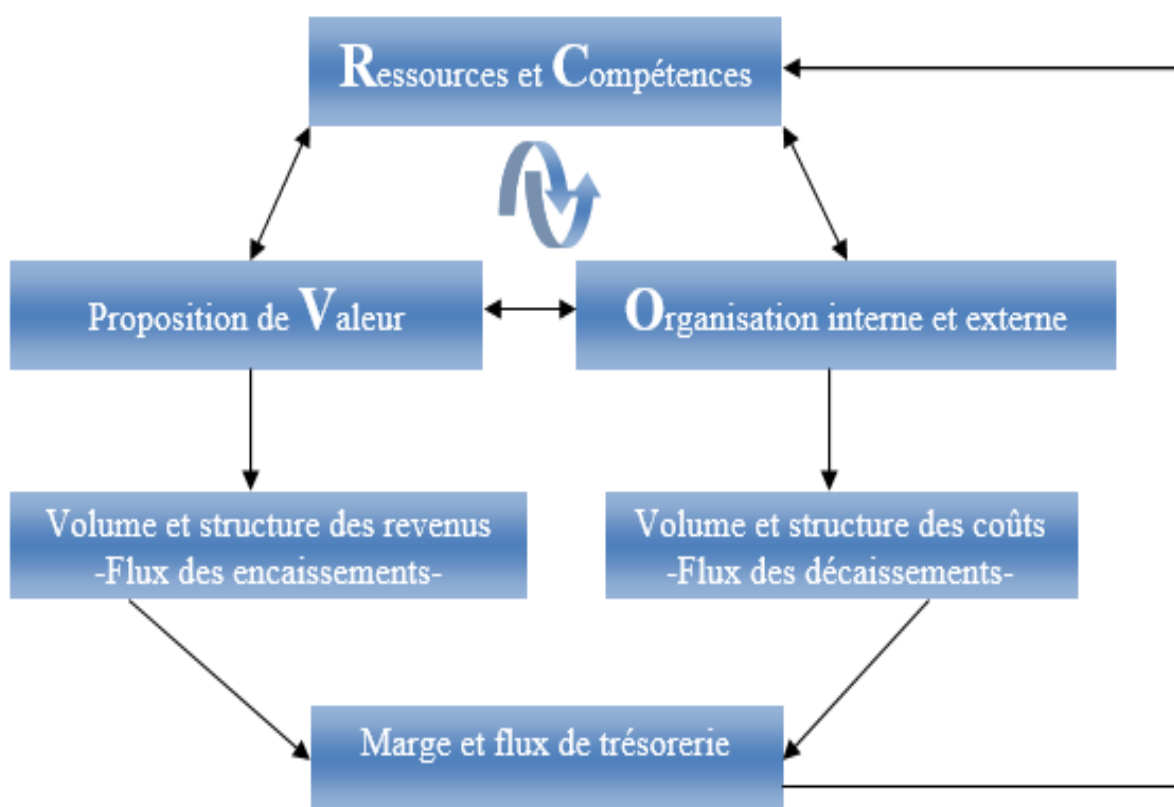 Ressources et Compétences
Proposition de Valeur
Organisation interne et externe
Volume et structure des revenus
-Flux des encaissements-
Volume et structure des coûts
-Flux des décaissements-
Marge et flux de trésorerie